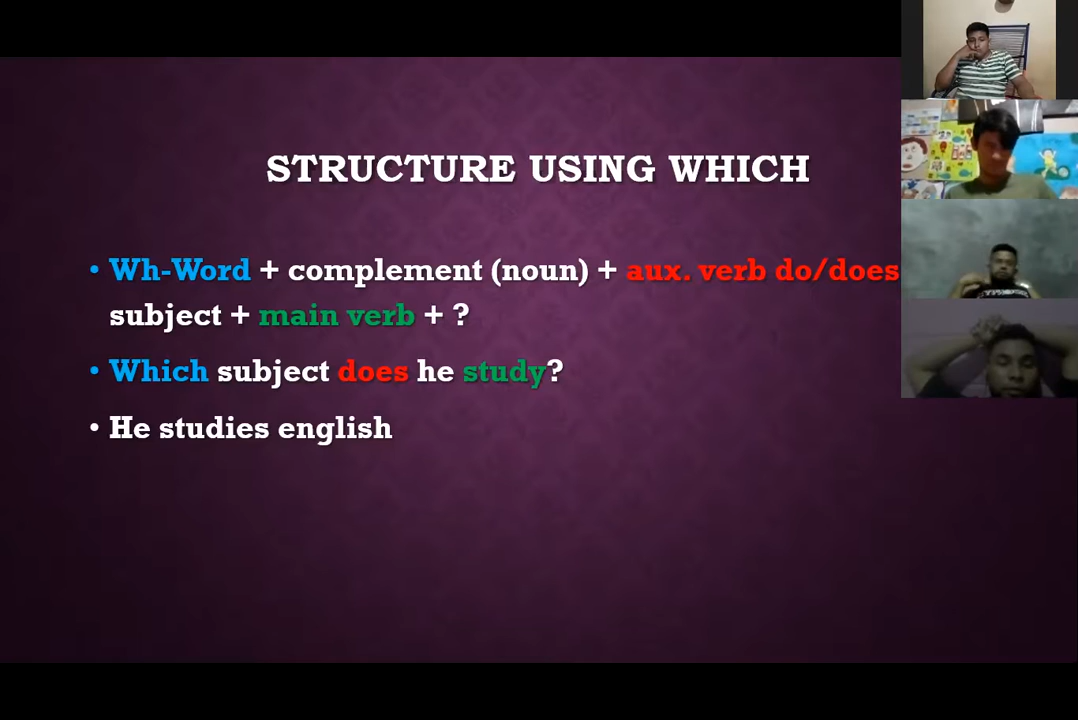 STRUCTURE USING WHICH
• Wh-Word + complement (noun) + aux. verb do/does
subject + main verb + ?
• Which subject does he study?
• He studies english